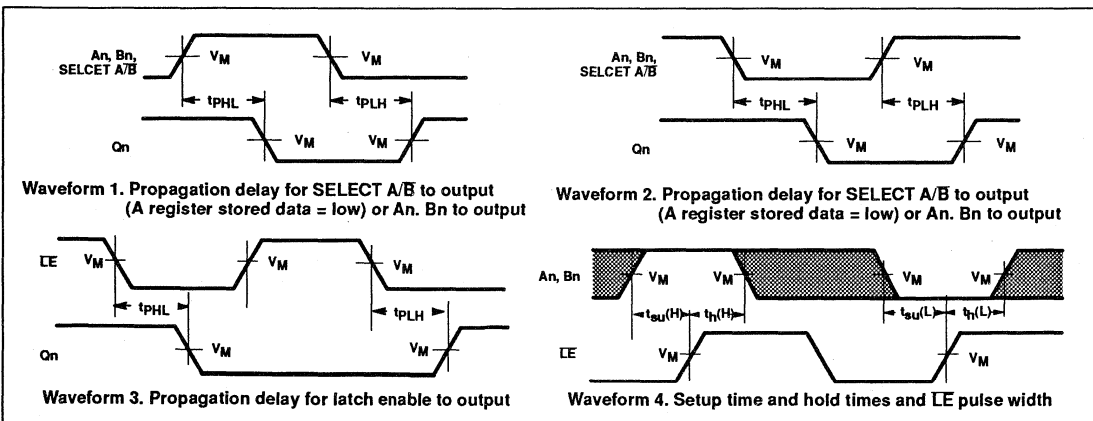 An, Bn,
SELCET A/B̅
VM
VM
tPHL
tPLH
Qn
VM
VM
Waveform 1. Propagation delay for SELECT A/B̅ to output
(A register stored data = low) or An. Bn to output
An, Bn,
SELCET A/B̅
VM
VM
tPHL
tPLH
Qn
VM
VM
Waveform 2. Propagation delay for SELECT A/B̅ to output
(A register stored data = low) or An. Bn to output
L̅E̅
VM
VM
VM
tPHL
tPLH
Qn
VM
VM
Waveform 3. Propagation delay for latch enable to output
An, Bn
VM
VM
VM
VM
tsu(H)
th(H)
tsu(L)
th(L)
L̅E̅
VM
VM
Waveform 4. Setup time and hold times and L̅E̅ pulse width